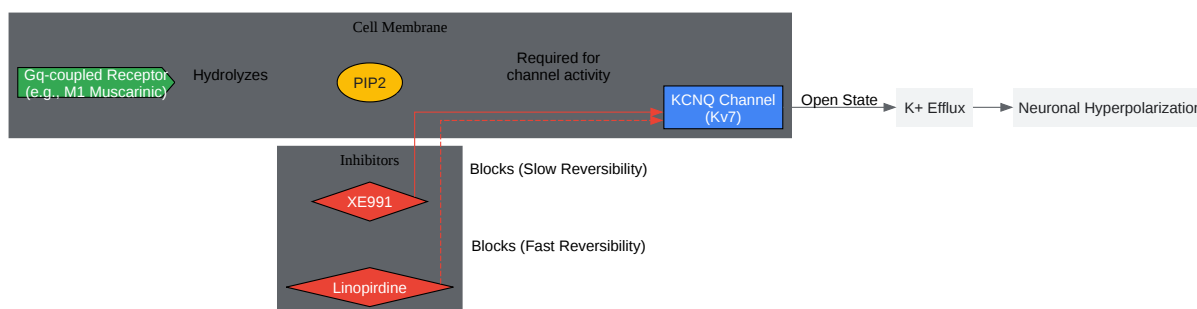 Cell Membrane
Gq-coupled Receptor
(e.g., M1 Muscarinic)
Hydrolyzes
PIP2
Required for
channel activity
KCNQ Channel
(Kv7)
Open State
K+ Efflux
Neuronal Hyperpolarization
Inhibitors
XE991
Blocks (Slow Reversibility)
Linopirdine
Blocks (Fast Reversibility)